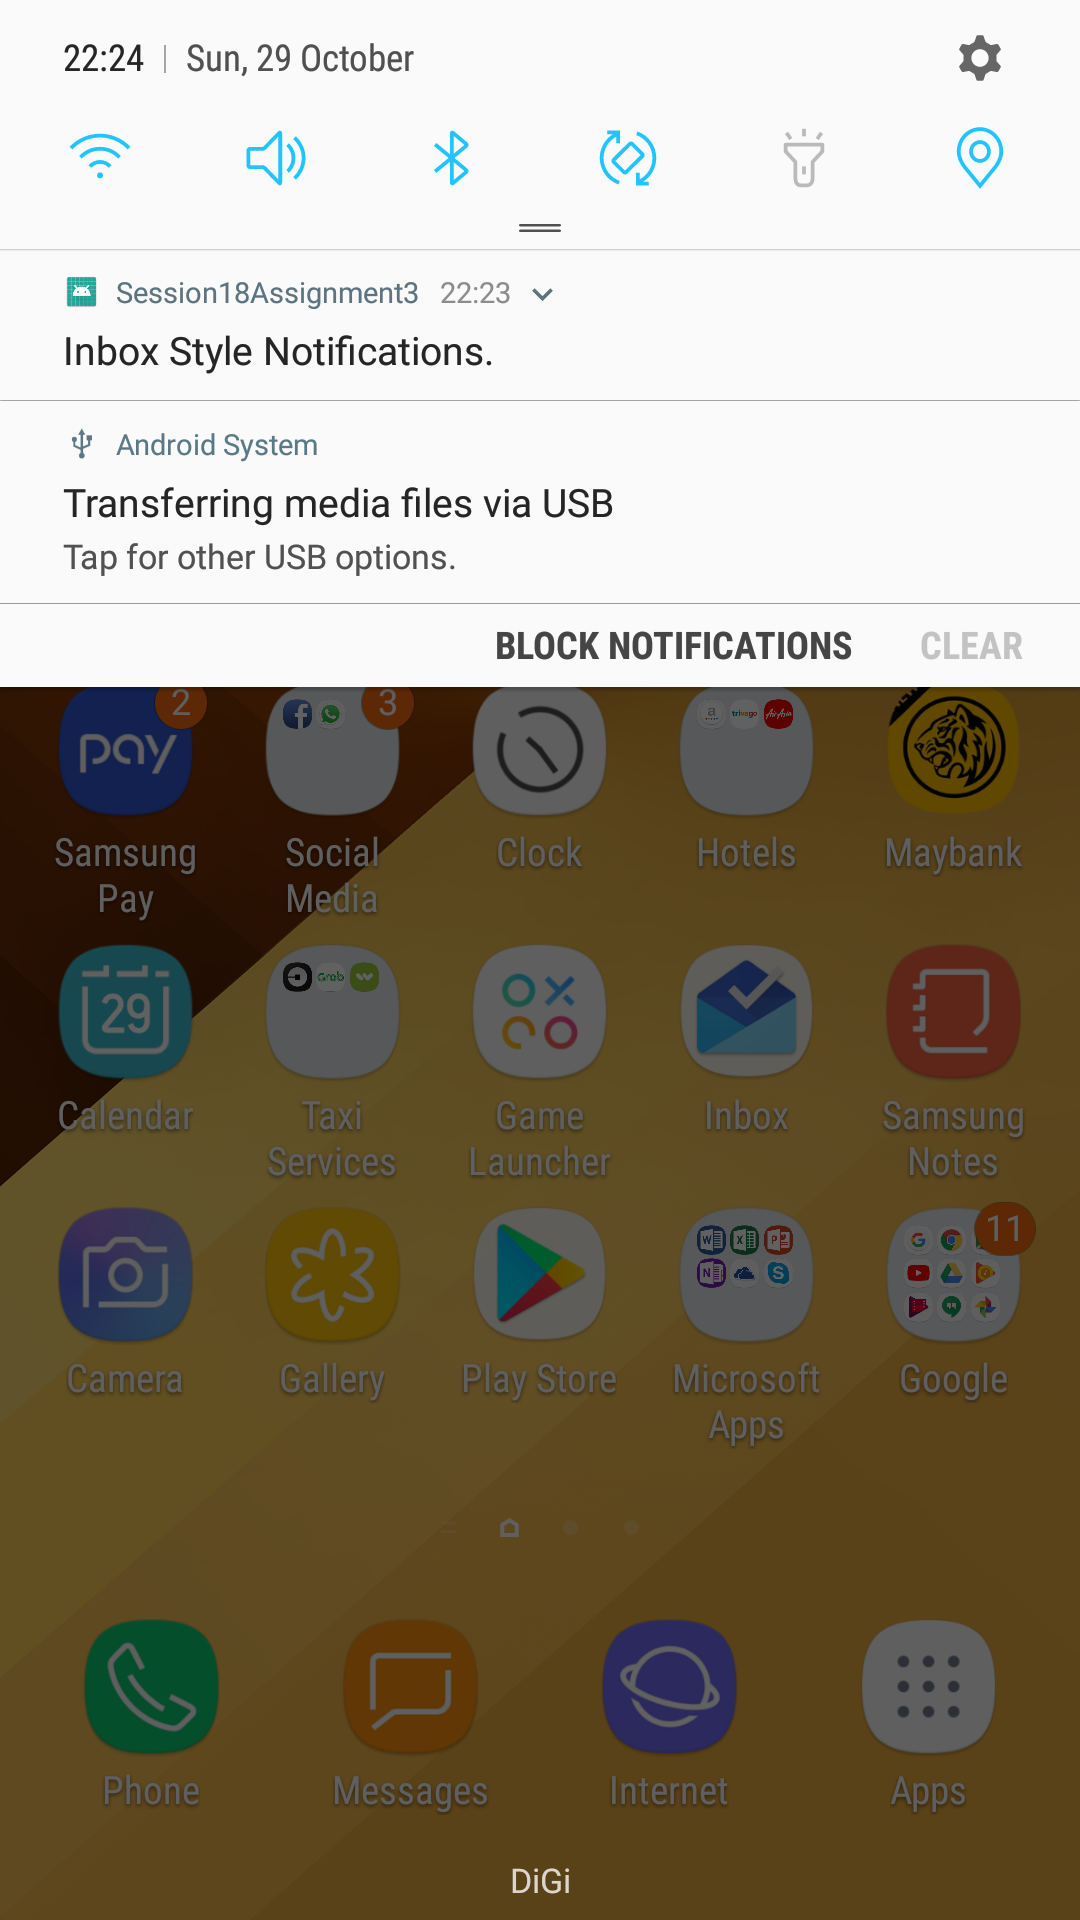 22:24 | Sun, 29 October
Session18Assignment3 22:23
Inbox Style Notifications.
Android System
Transferring media files via USB
Tap for other USB options.
BLOCK NOTIFICATIONS CLEAR
2 3
pay
trivago AirAsia
Samsung Pay
Social Media
Clock
Hotels
Maybank
29
Grab
Calendar
Taxi Services
Game Launcher
Inbox
Samsung Notes
11
Camera
Gallery
Play Store
Microsoft Apps
Google
Phone
Messages
Internet
Apps
DiGi